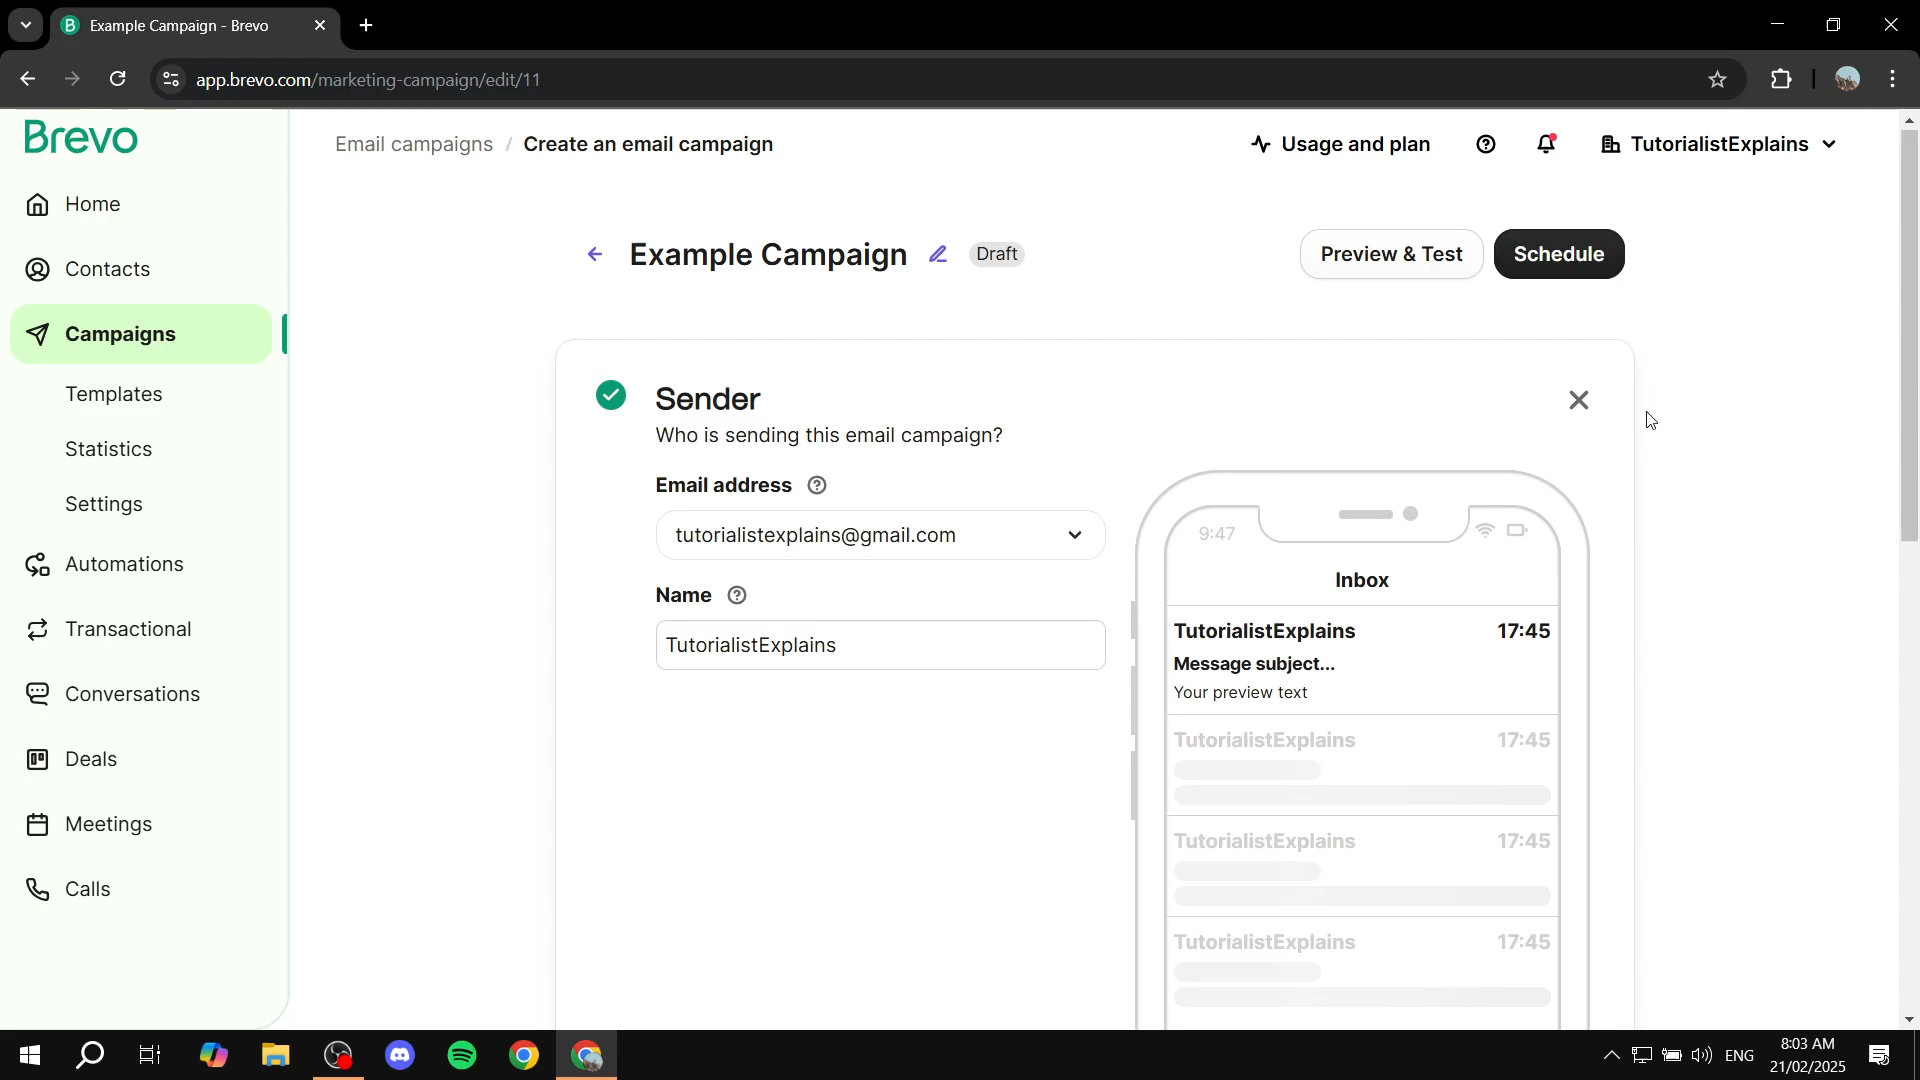 Example Campaign - Brevo
app.brevo.com/marketing-campaign/edit/11
Brevo
Email campaigns / Create an email campaign
Usage and plan
TutorialistExplains
Home
Contacts
Campaigns
Templates
Statistics
Settings
Automations
Transactional
Conversations
Deals
Meetings
Calls
Example Campaign
Draft
Preview & Test
Schedule
Sender
Who is sending this email campaign?
Email address
tutorialistexplains@gmail.com
Name
TutorialistExplains
9:47
Inbox
TutorialistExplains 17:45
Message subject...
Your preview text
TutorialistExplains 17:45
TutorialistExplains 17:45
TutorialistExplains 17:45
ENG
8:03 AM
21/02/2025